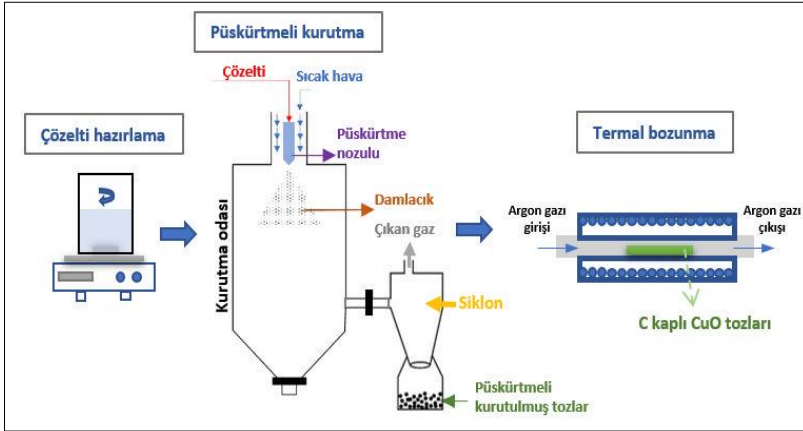 Püskürtmeli kurutma
Çözelti
Sıcak hava
Çözelti hazırlama
Püskürtme
nozulu
Termal bozunma
Damlacık
Çıkan gaz
Kurutma odası
Argon gazı
girişi
Argon gazı
çıkışı
Siklon
C kaplı CuO tozları
Püskürtmeli
kurutulmuş tozlar